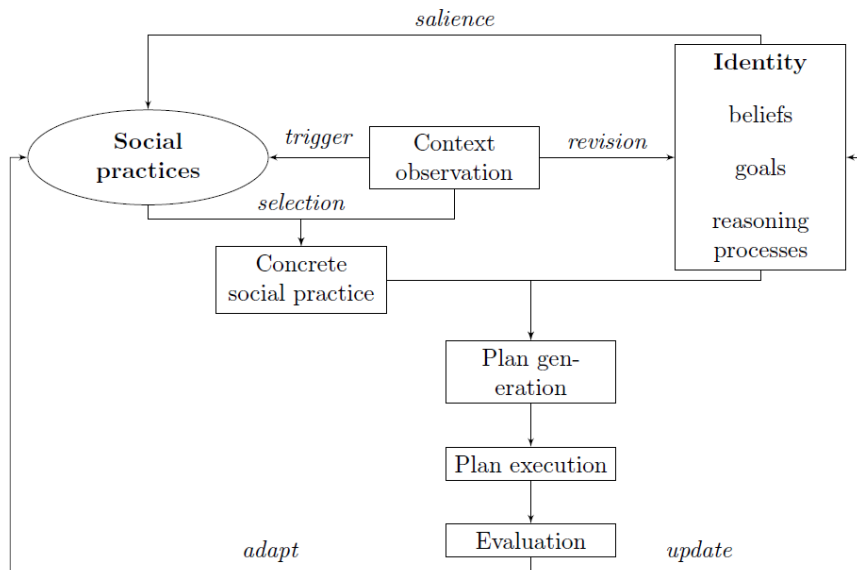 salience
Identity
beliefs
goals
reasoning
processes
Social
practices
trigger
Context
observation
revision
selection
Concrete
social practice
Plan gen-
eration
Plan execution
Evaluation
adapt
update